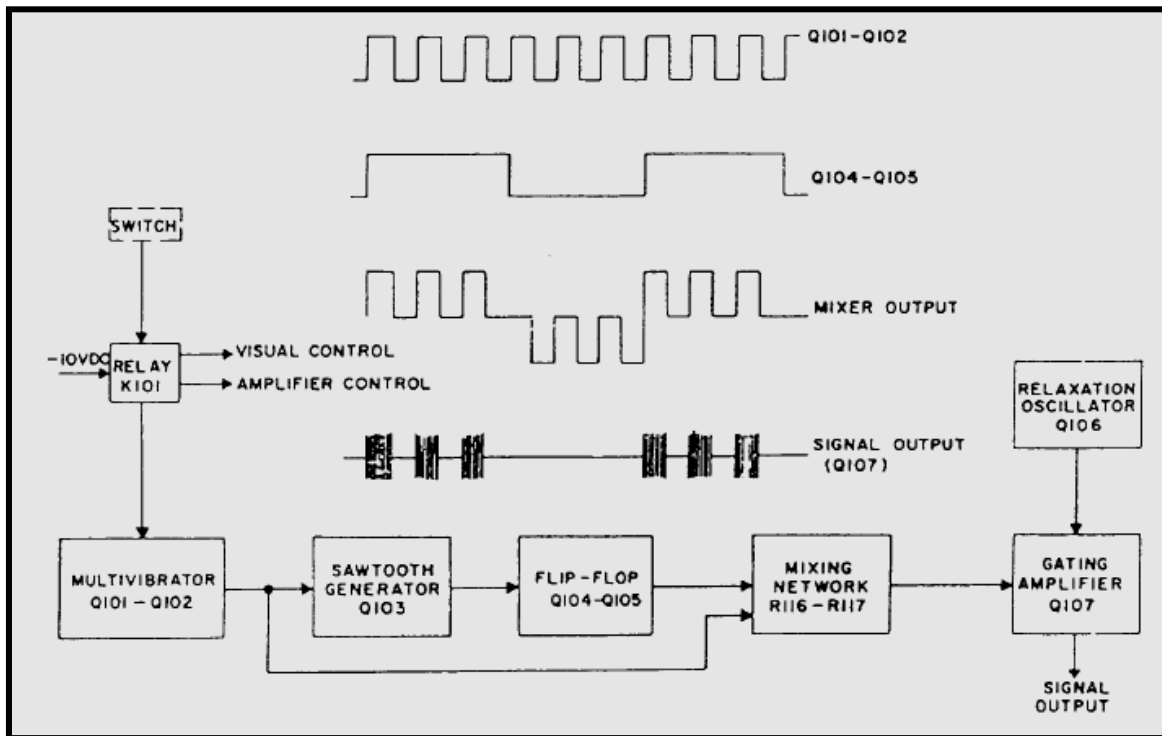 Q101-Q102
Q104-Q105
SWITCH
MIXER OUTPUT
-10VDC
RELAY
K101
VISUAL CONTROL
AMPLIFIER CONTROL
RELAXATION
OSCILLATOR
Q106
SIGNAL OUTPUT
(Q107)
MULTIVIBRATOR
Q101-Q102
SAWTOOTH
GENERATOR
Q103
FLIP-FLOP
Q104-Q105
MIXING
NETWORK
R116-R117
GATING
AMPLIFIER
Q107
SIGNAL
OUTPUT